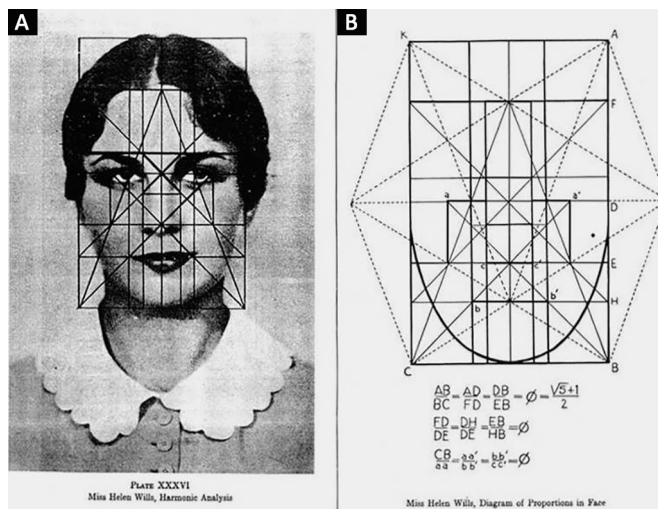 A
B
K
A
F
a
a'
D
c
c'
E
b
b'
H
C
B
AB/BC = AD/FD = DB/EB = Ø = (√5+1)/2
FD/DE = DH/DE = EB/HB = Ø
CB/aa' = aa'/bb' = bb'/cc' = Ø
PLATE XXXVI
Miss Helen Wills, Harmonic Analysis
Miss Helen Wills, Diagram of Proportions in Face